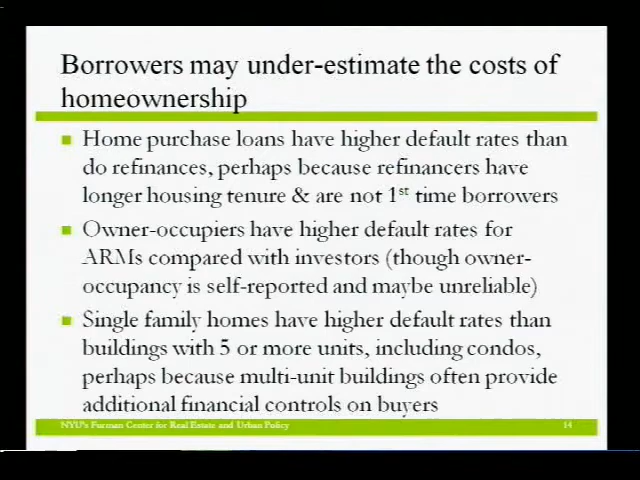 Borrowers may under-estimate the costs of
homeownership
Home purchase loans have higher default rates than
do refinances, perhaps because refinancers have
longer housing tenure & are not 1st time borrowers
Owner-occupiers have higher default rates for
ARMs compared with investors (though owner-
occupancy is self-reported and maybe unreliable)
Single family homes have higher default rates than
buildings with 5 or more units, including condos,
perhaps because multi-unit buildings often provide
additional financial controls on buyers
NYU's Furman Center for Real Estate and Urban Policy 14